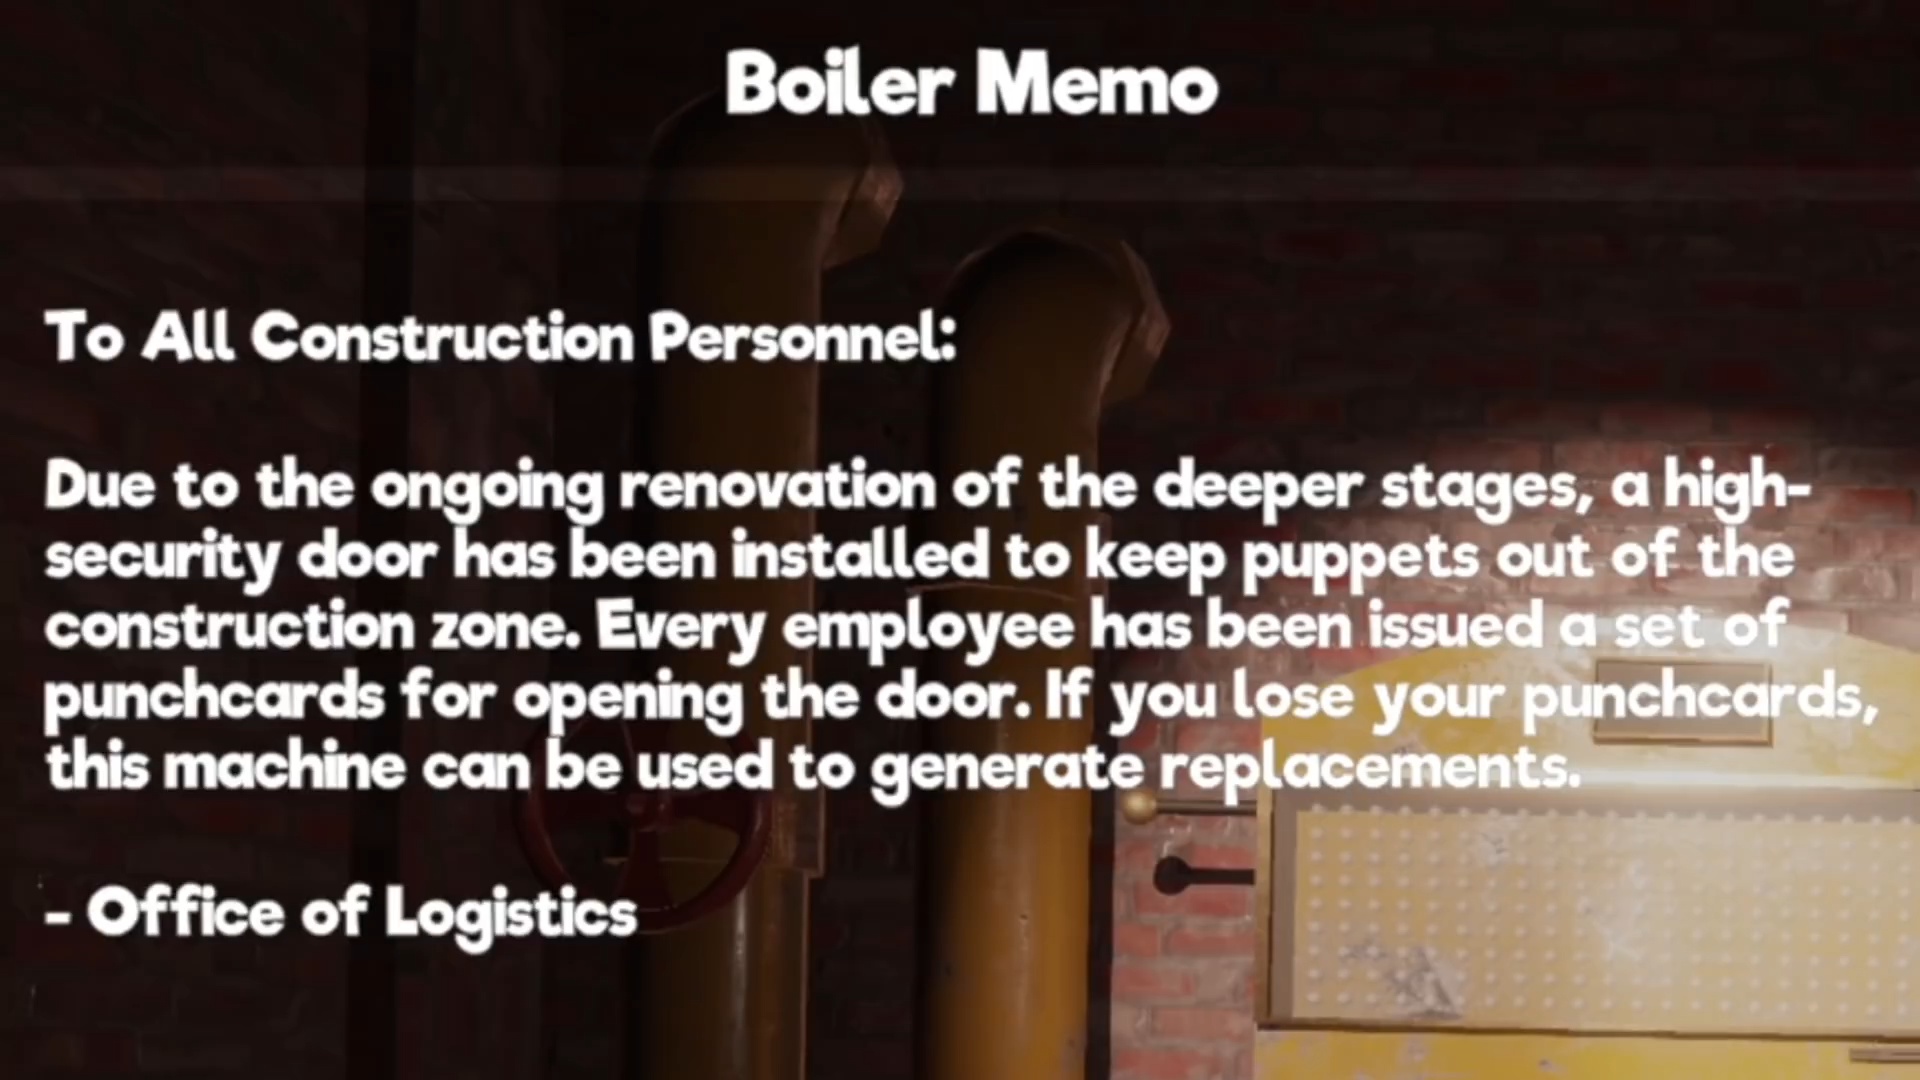 Boiler Memo
To All Construction Personnel:
Due to the ongoing renovation of the deeper stages, a high-
security door has been installed to keep puppets out of the
construction zone. Every employee has been issued a set of
punchcards for opening the door. If you lose your punchcards,
this machine can be used to generate replacements.
- Office of Logistics